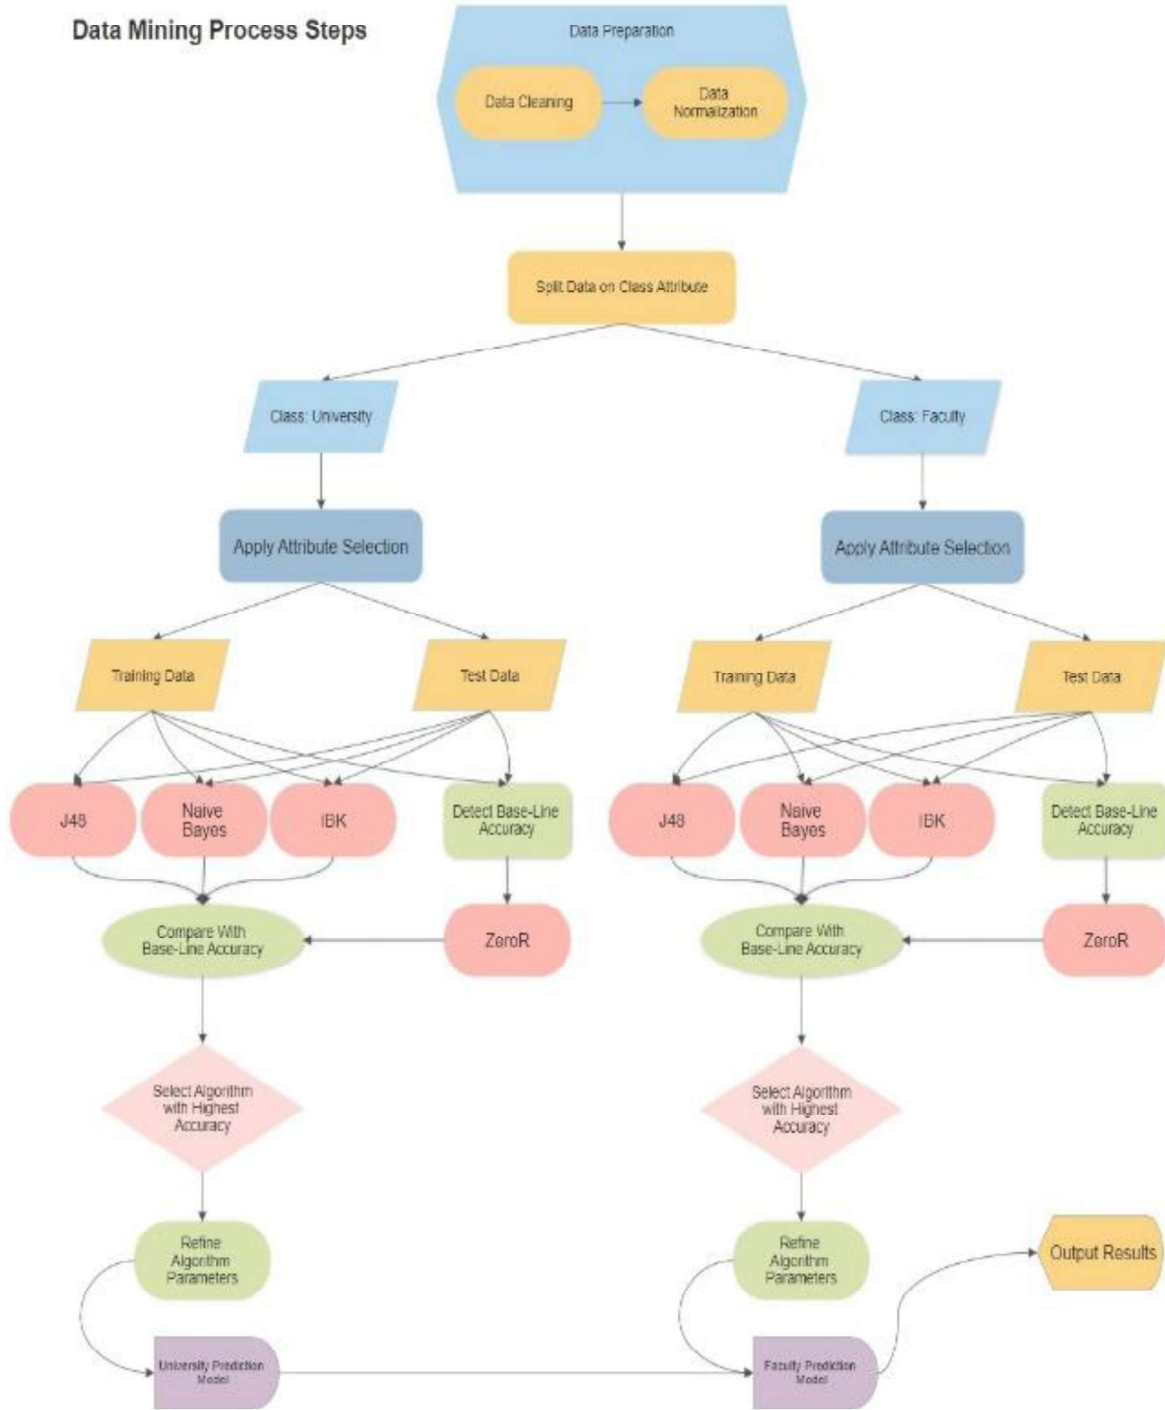 Data Mining Process Steps
Data Preparation
Data Cleaning
Data
Normalization
Split Data on Class Attribute
Class: University
Class: Faculty
Apply Attribute Selection
Apply Attribute Selection
Training Data
Test Data
Training Data
Test Data
J48
Naive
Bayes
IBK
Detect Base-Line
Accuracy
J48
Naive
Bayes
IBK
Detect Base-Line
Accuracy
Compare With
Base-Line Accuracy
ZeroR
Compare With
Base-Line Accuracy
ZeroR
Select Algorithm
with Highest
Accuracy
Select Algorithm
with Highest
Accuracy
Refine
Algorithm
Parameters
Refine
Algorithm
Parameters
Output Results
University Prediction
Model
Faculty Prediction
Model